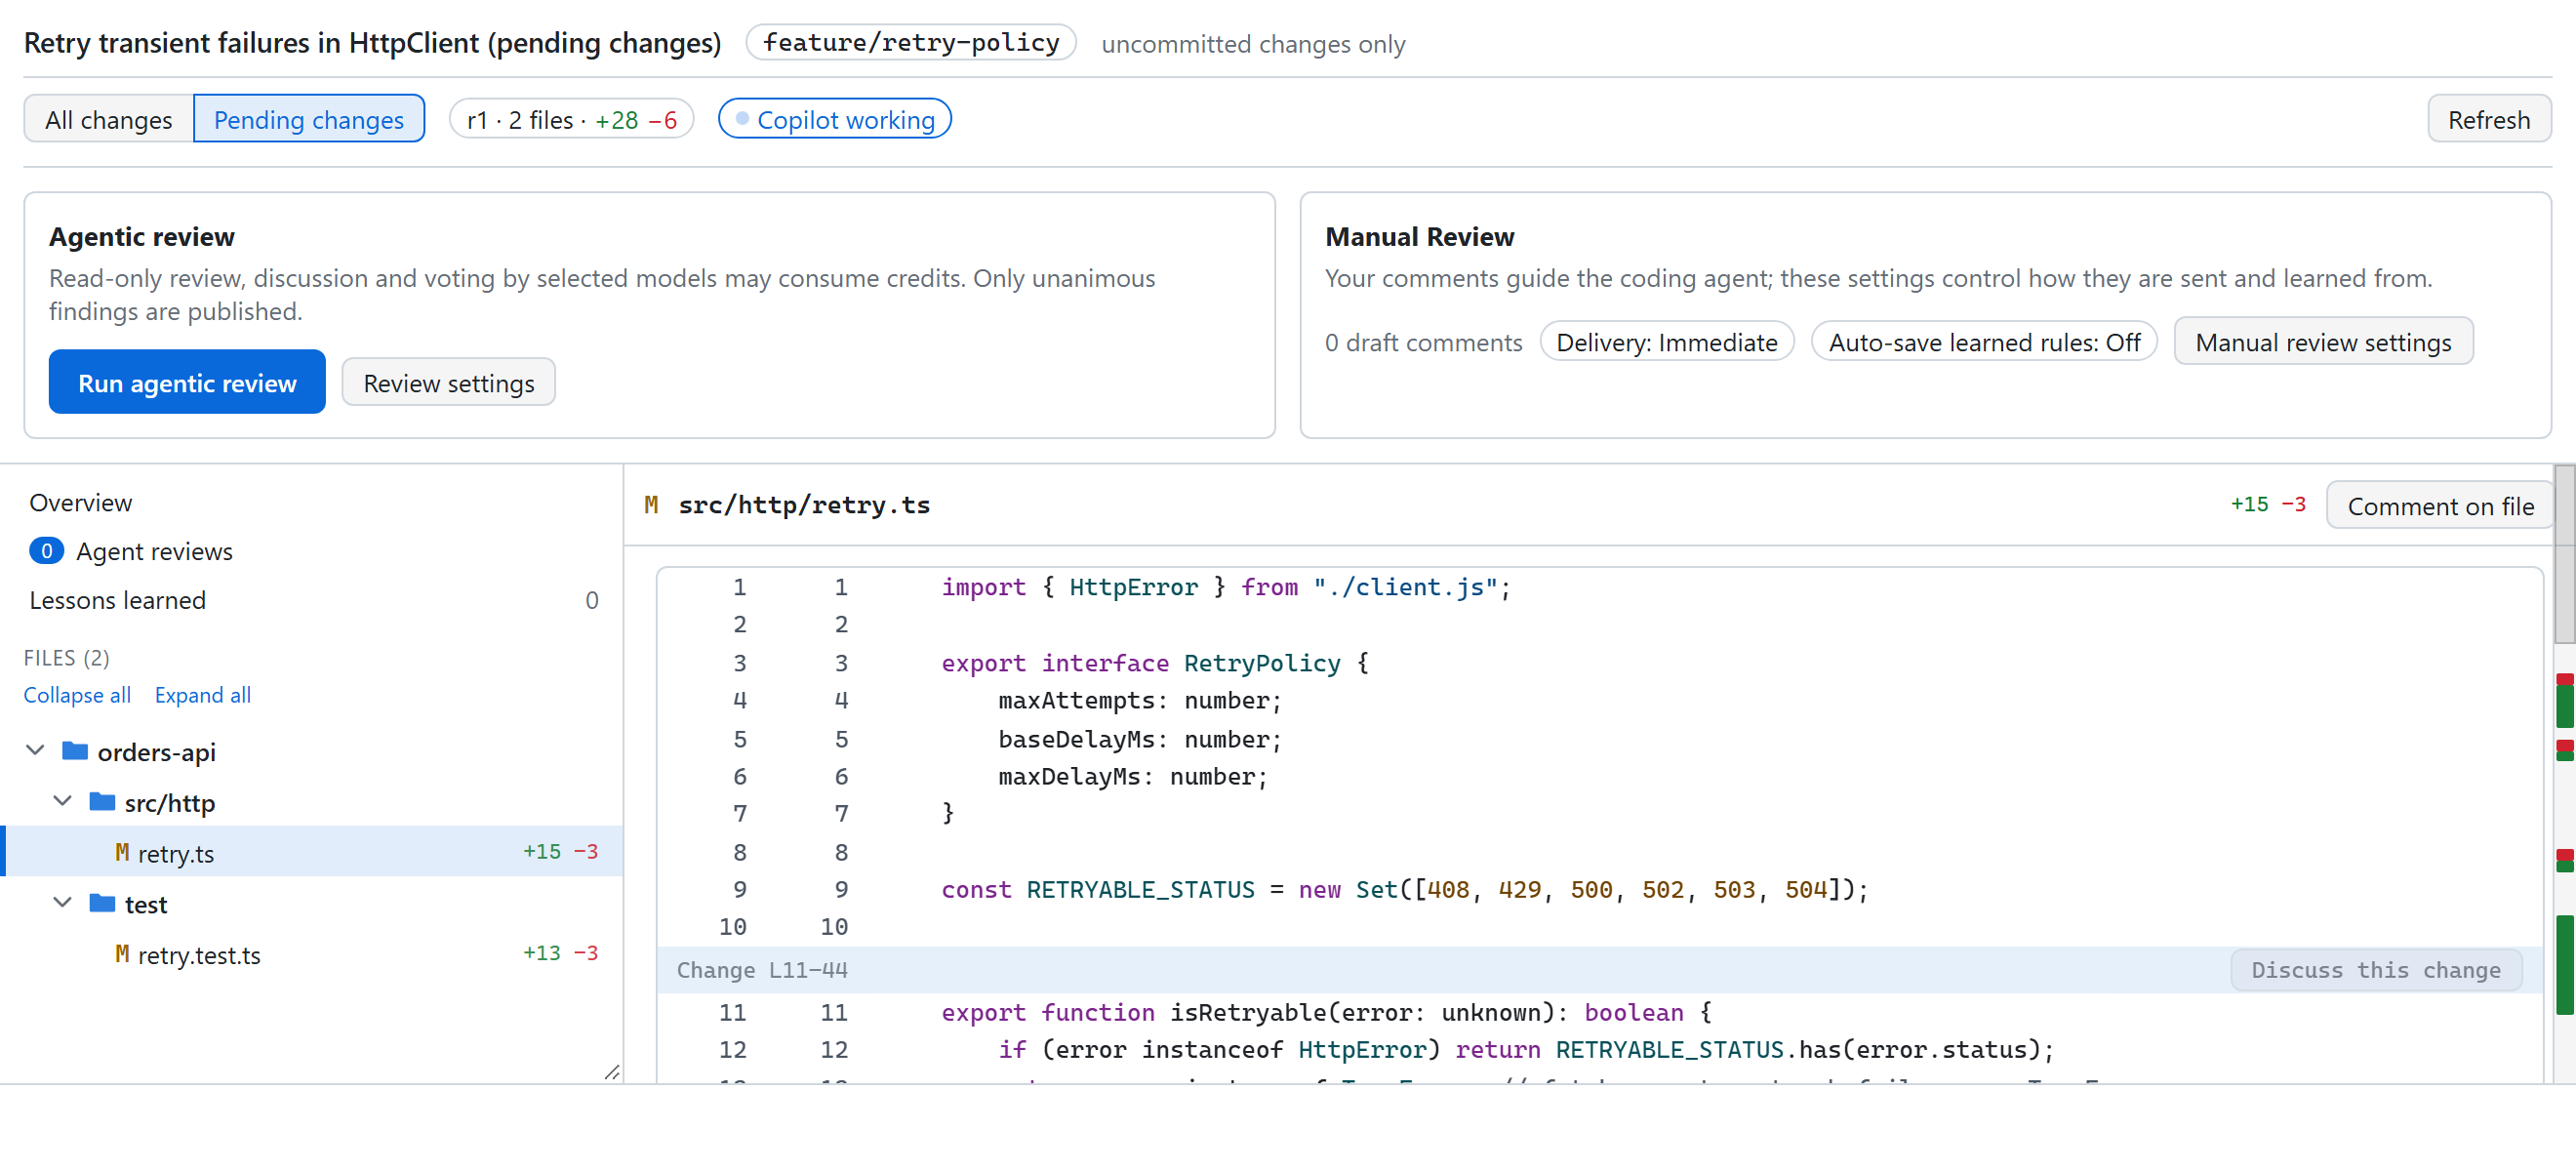 Retry transient failures in HttpClient (pending changes) feature/retry-policy uncommitted changes only
All changes Pending changes r1 · 2 files · +28 −6 Copilot working Refresh
Agentic review
Read-only review, discussion and voting by selected models may consume credits. Only unanimous
findings are published.
Run agentic review Review settings
Manual Review
Your comments guide the coding agent; these settings control how they are sent and learned from.
0 draft comments Delivery: Immediate Auto-save learned rules: Off Manual review settings
Overview
0 Agent reviews
Lessons learned 0
FILES (2)
Collapse all Expand all
orders-api
src/http
M retry.ts +15 −3
test
M retry.test.ts +13 −3
M src/http/retry.ts +15 −3 Comment on file
1 1 import { HttpError } from "./client.js";
2 2
3 3 export interface RetryPolicy {
4 4 maxAttempts: number;
5 5 baseDelayMs: number;
6 6 maxDelayMs: number;
7 7 }
8 8
9 9 const RETRYABLE_STATUS = new Set([408, 429, 500, 502, 503, 504]);
10 10
Change L11–44 Discuss this change
11 11 export function isRetryable(error: unknown): boolean {
12 12 if (error instanceof HttpError) return RETRYABLE_STATUS.has(error.status);